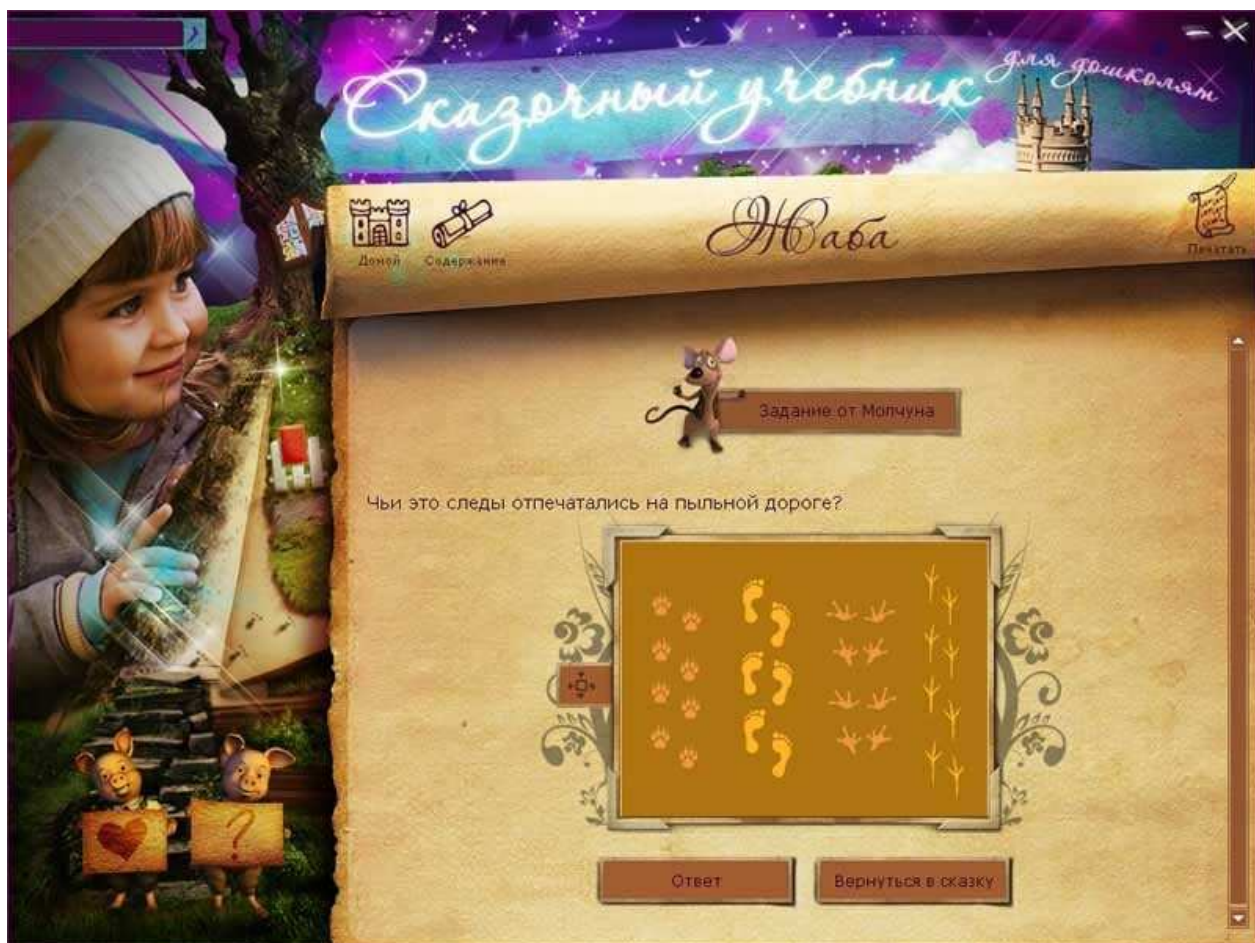 Сказочный учебник
для дошколят
Домой
Содержание
Жаба
Печатать
Задание от Молчуна
Чьи это следы отпечатались на пыльной дороге?
?
Ответ
Вернуться в сказку